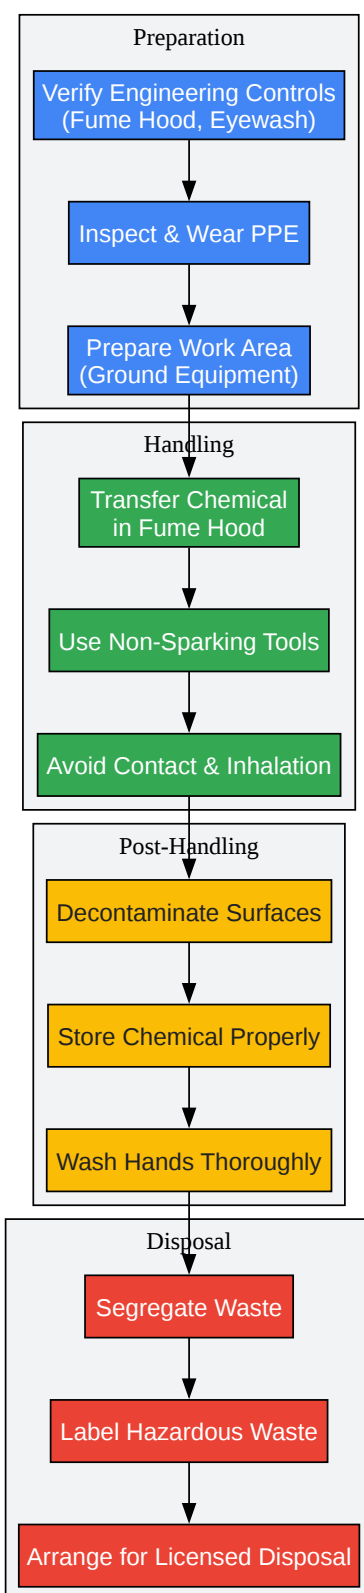 Preparation
Verify Engineering Controls
(Fume Hood, Eyewash)
Inspect & Wear PPE
Prepare Work Area
(Ground Equipment)
Handling
Transfer Chemical
in Fume Hood
Use Non-Sparking Tools
Avoid Contact & Inhalation
Post-Handling
Decontaminate Surfaces
Store Chemical Properly
Wash Hands Thoroughly
Disposal
Segregate Waste
Label Hazardous Waste
Arrange for Licensed Disposal